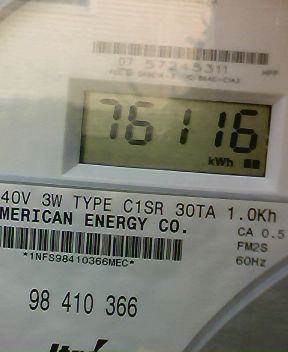 07 57245311
76116
kWh
40V 3W TYPE C1SR 30TA 1.0Kh
MERICAN ENERGY CO.
CA 0.5
FM2S
*1NFS98410366MEC*
60Hz
98 410 366